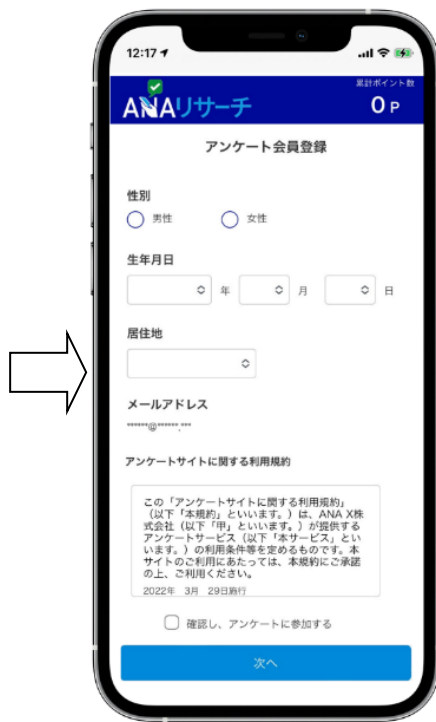 12:17
累計ポイント数
ANAリサーチ
0 P
アンケート会員登録
性別
男性 女性
生年月日
年 月 日
居住地
メールアドレス
******@******.***
アンケートサイトに関する利用規約
この「アンケートサイトに関する利用規約」
（以下「本規約」といいます。）は、ANA X株
式会社（以下「甲」といいます。）が提供する
アンケートサービス（以下「本サービス」とい
います。）の利用条件等を定めるものです。本
サイトのご利用にあたっては、本規約にご承諾
の上、ご利用ください。
2022年 3月 29日施行
確認し、アンケートに参加する
次へ